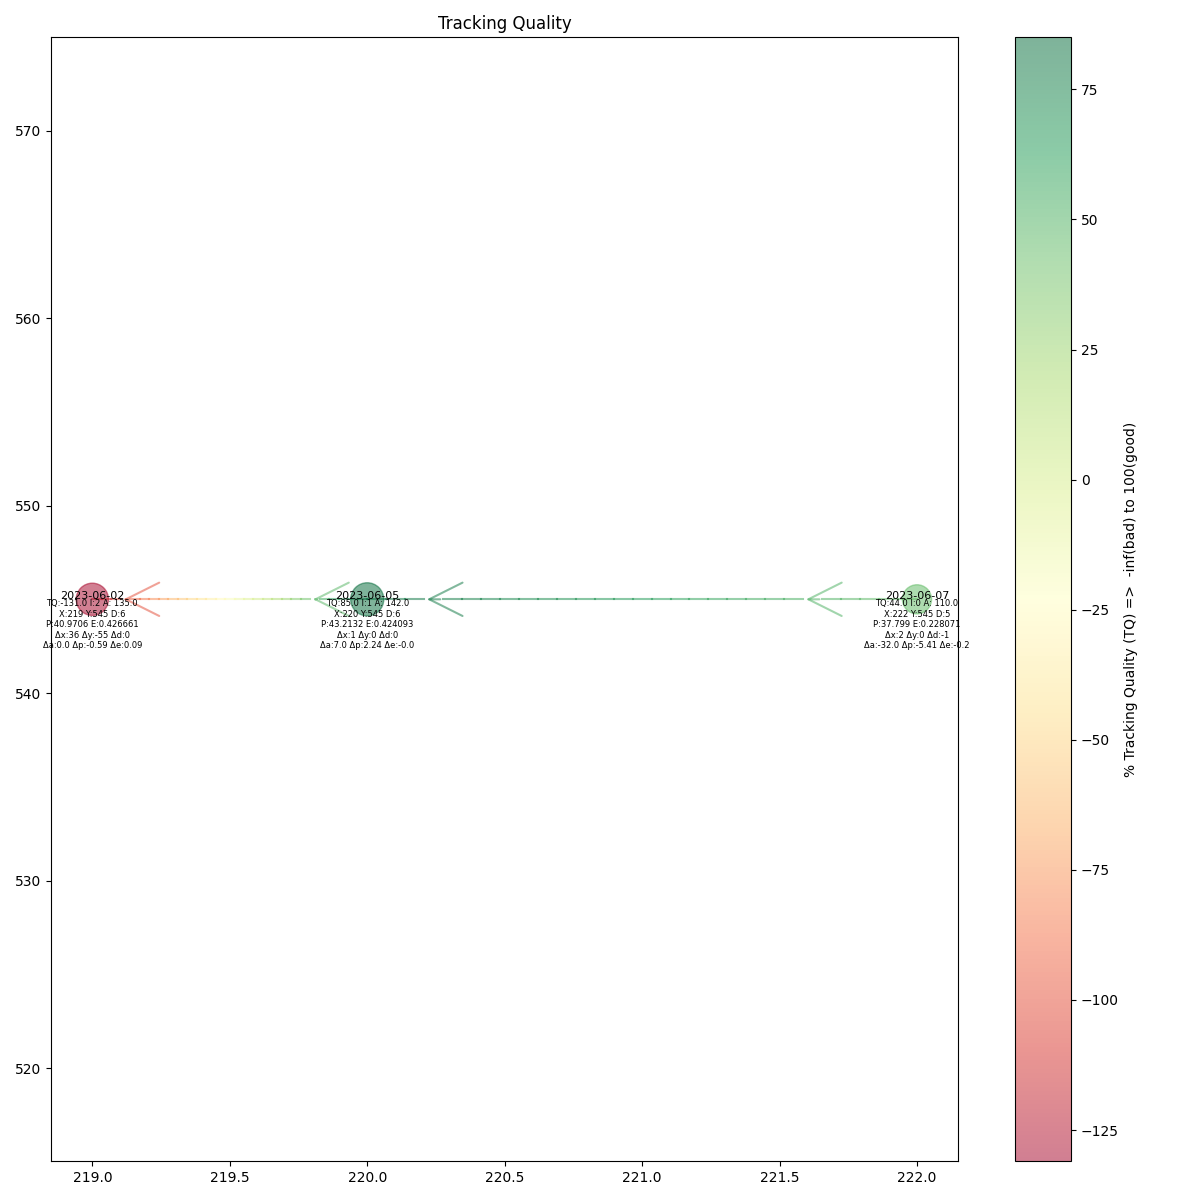 Tracking Quality
570
560
550
540
530
520
2023-06-02
TQ:-131.0 I:2 A: 135.0
X:219 Y:545 D:6
P:40.9706 E:0.426661
Δx:36 Δy:-55 Δd:0
Δa:0.0 Δp:-0.59 Δe:0.09
2023-06-05
TQ:85.0 I:1 A: 142.0
X:220 Y:545 D:6
P:43.2132 E:0.424093
Δx:1 Δy:0 Δd:0
Δa:7.0 Δp:2.24 Δe:-0.0
2023-06-07
TQ:44.0 I:0 A: 110.0
X:222 Y:545 D:5
P:37.799 E:0.228071
Δx:2 Δy:0 Δd:-1
Δa:-32.0 Δp:-5.41 Δe:-0.2
219.0 219.5 220.0 220.5 221.0 221.5 222.0
75
50
25
0
−25
−50
−75
−100
−125
% Tracking Quality (TQ) => -inf(bad) to 100(good)